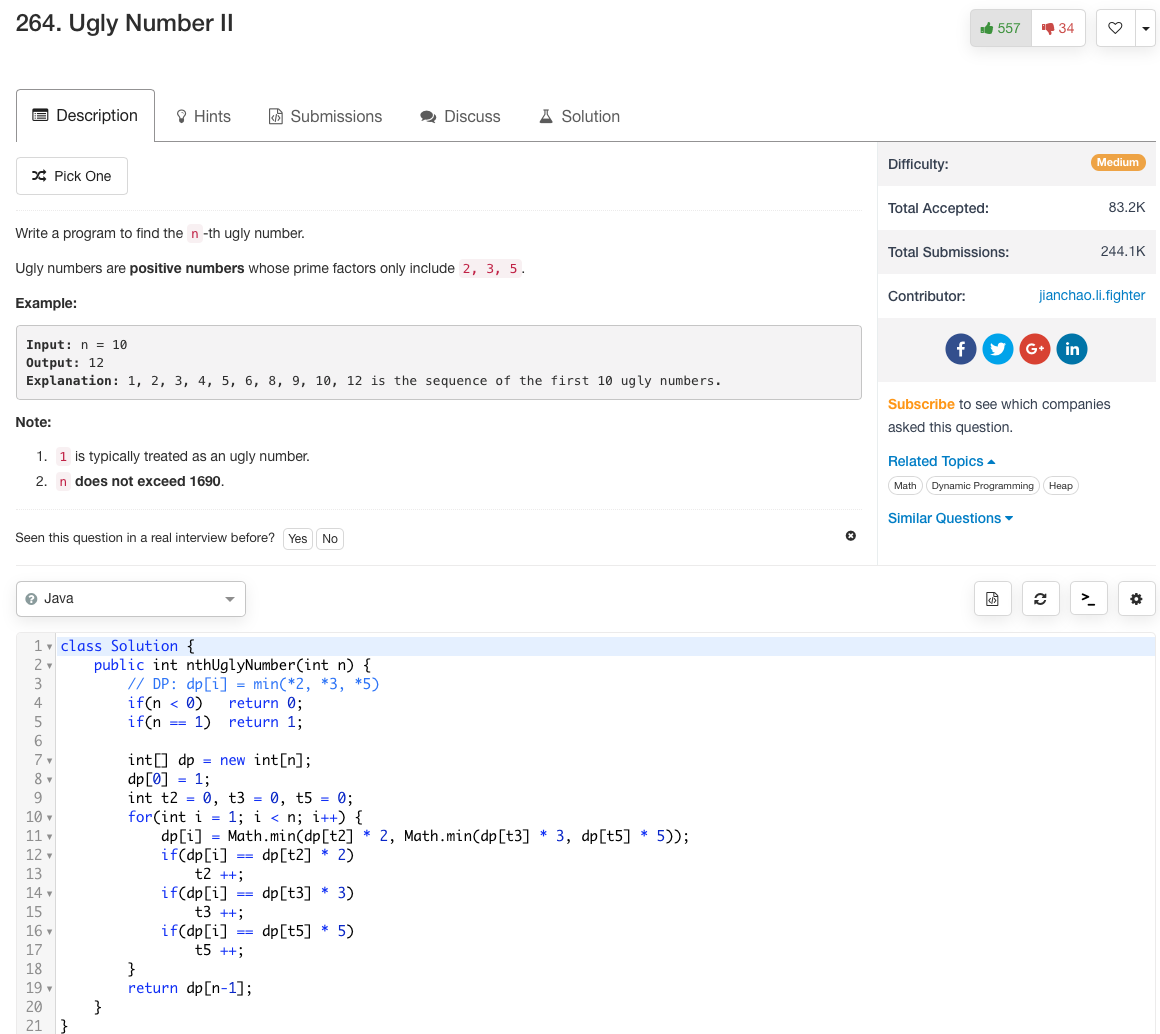 264. Ugly Number II
557
34
Description
Hints
Submissions
Discuss
Solution
Pick One
Write a program to find the n -th ugly number.
Ugly numbers are positive numbers whose prime factors only include 2, 3, 5.
Example:
Input: n = 10
Output: 12
Explanation: 1, 2, 3, 4, 5, 6, 8, 9, 10, 12 is the sequence of the first 10 ugly numbers.
Note:
1. 1 is typically treated as an ugly number.
2. n does not exceed 1690.
Seen this question in a real interview before? Yes No
Difficulty: Medium
Total Accepted: 83.2K
Total Submissions: 244.1K
Contributor: jianchao.li.fighter
f G+ in
Subscribe to see which companies
asked this question.
Related Topics
Math Dynamic Programming Heap
Similar Questions
? Java
>_
1 class Solution {
2     public int nthUglyNumber(int n) {
3         // DP: dp[i] = min(*2, *3, *5)
4         if(n < 0)   return 0;
5         if(n == 1)  return 1;
6
7         int[] dp = new int[n];
8         dp[0] = 1;
9         int t2 = 0, t3 = 0, t5 = 0;
10         for(int i = 1; i < n; i++) {
11             dp[i] = Math.min(dp[t2] * 2, Math.min(dp[t3] * 3, dp[t5] * 5));
12             if(dp[i] == dp[t2] * 2)
13                 t2 ++;
14             if(dp[i] == dp[t3] * 3)
15                 t3 ++;
16             if(dp[i] == dp[t5] * 5)
17                 t5 ++;
18         }
19         return dp[n-1];
20     }
21 }